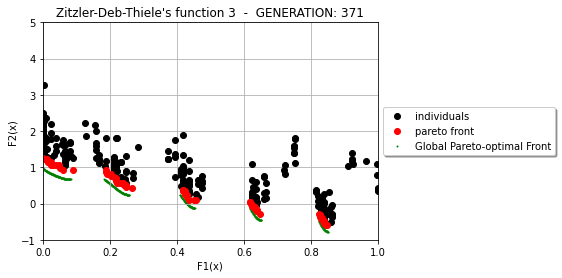 Zitzler-Deb-Thiele's function 3 - GENERATION: 371
5
4
3
2
1
0
−1
F2(x)
0.0 0.2 0.4 0.6 0.8 1.0
F1(x)
individuals
pareto front
Global Pareto-optimal Front